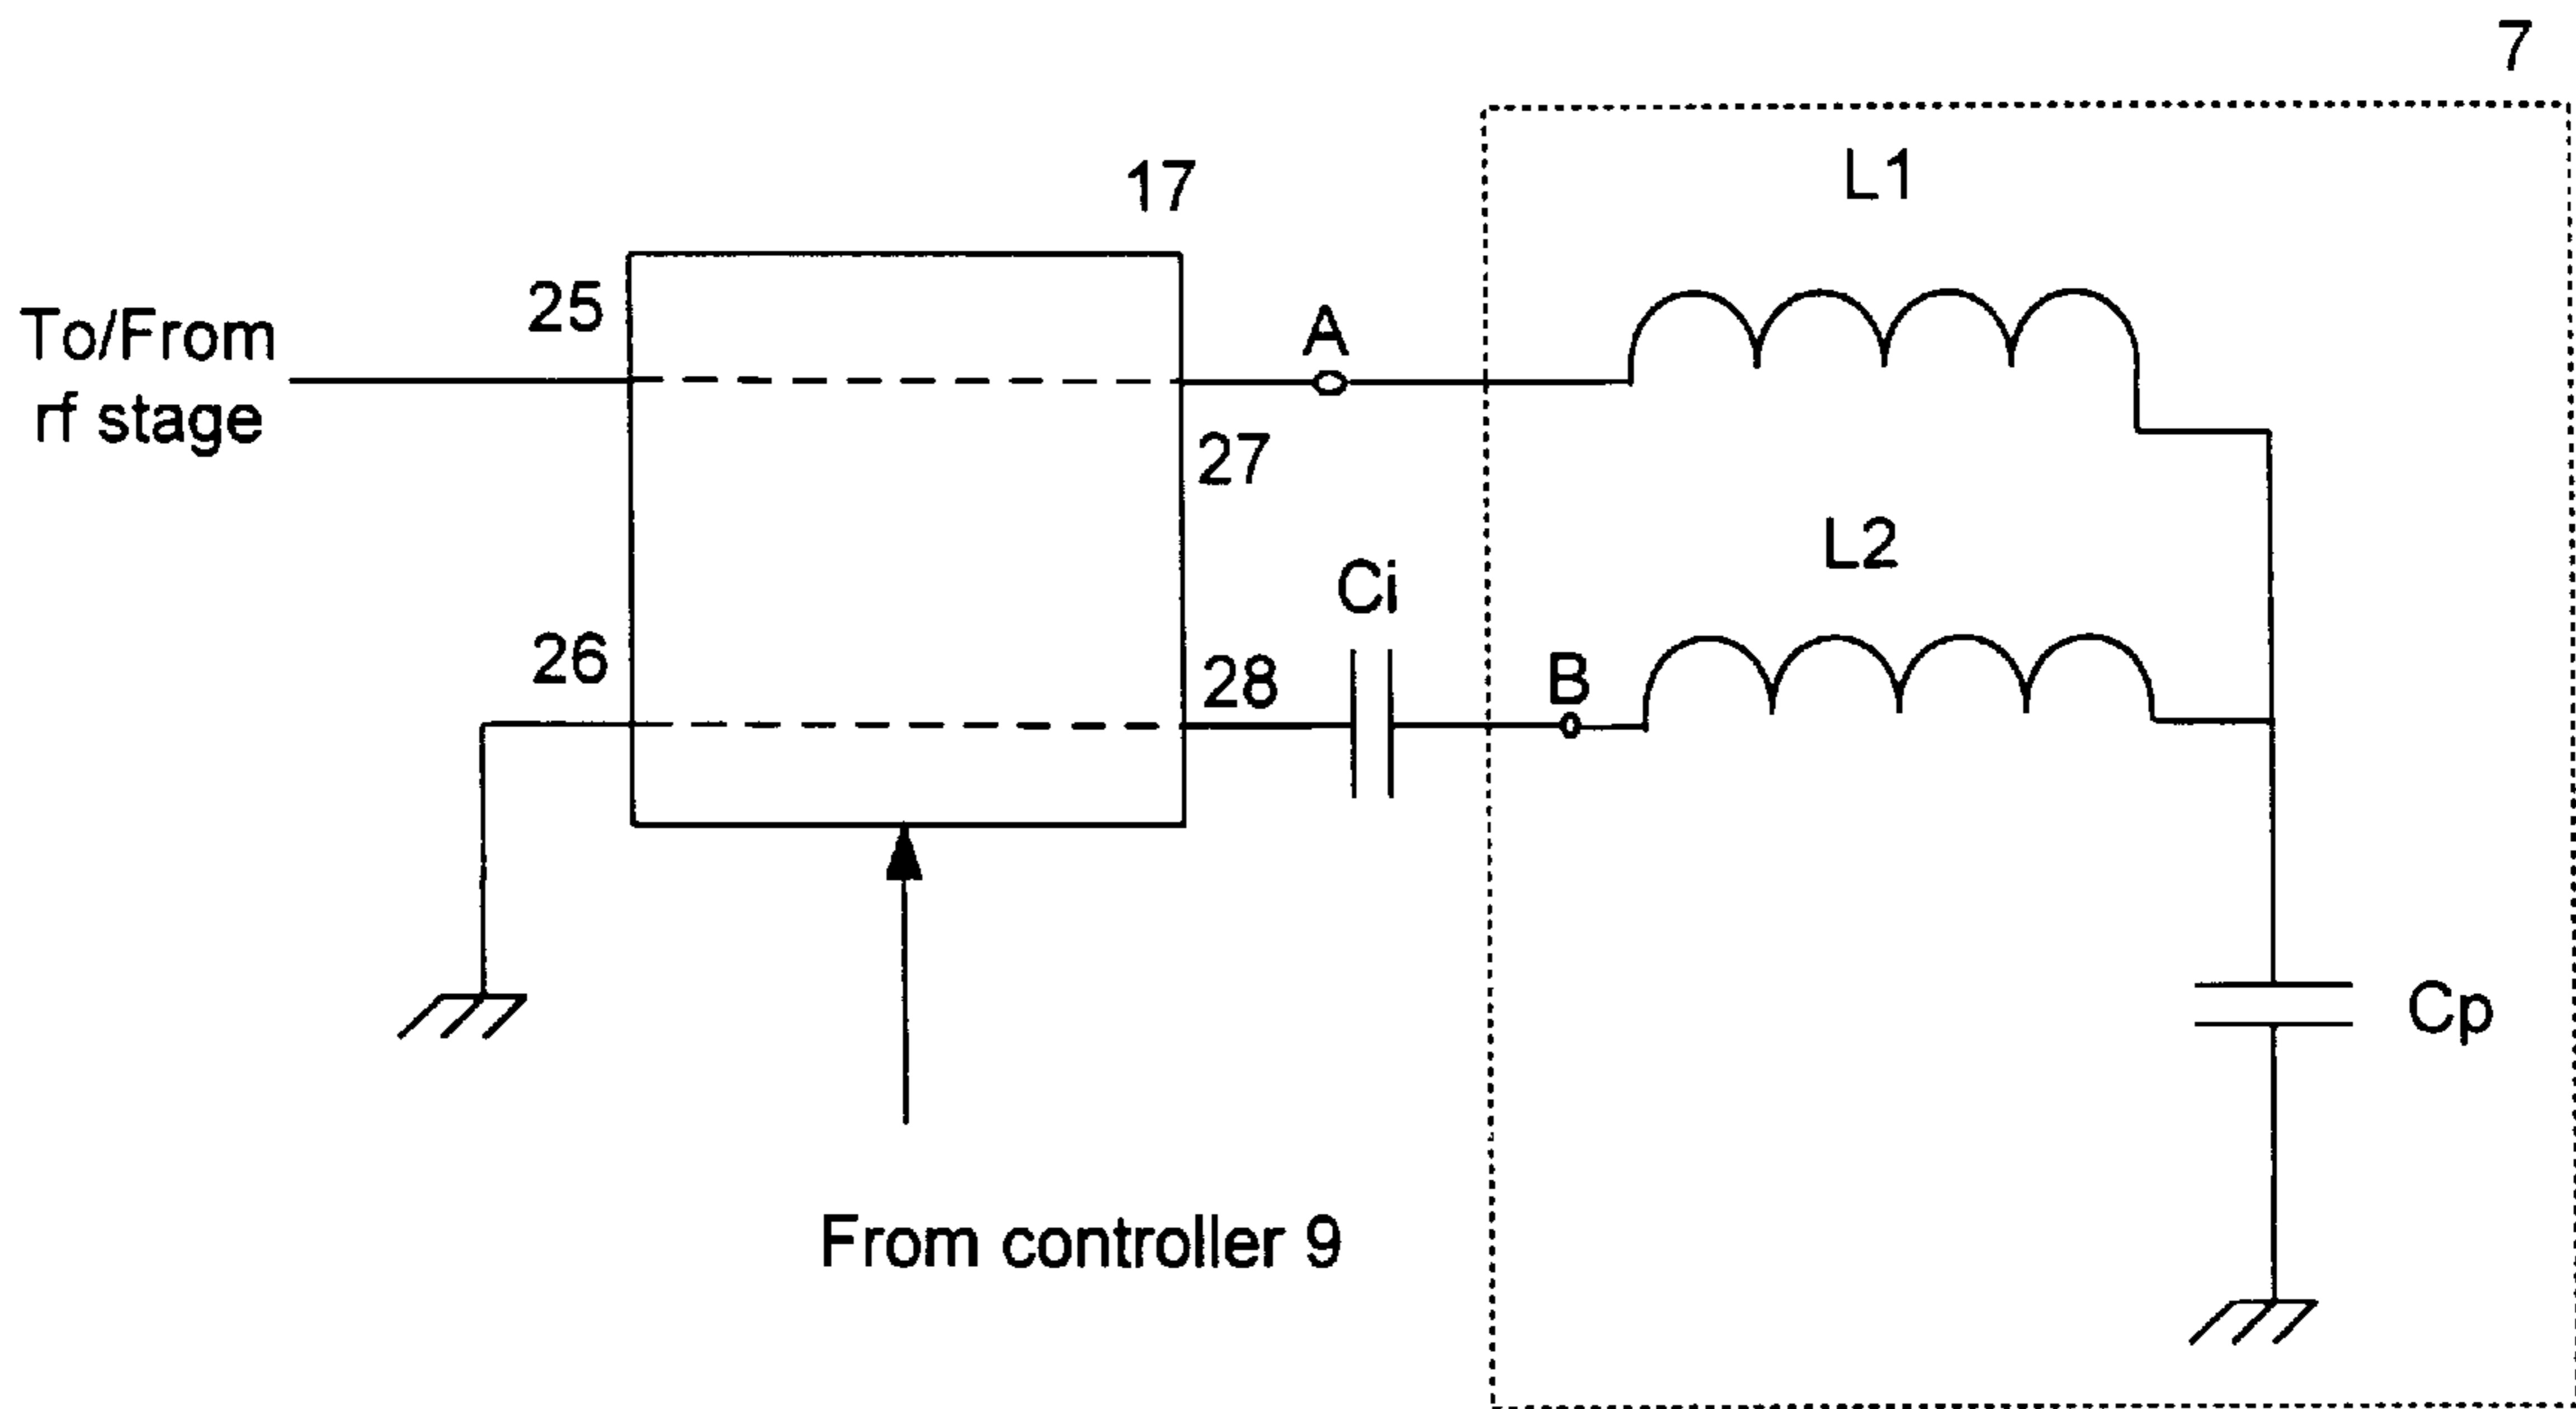 7
L1
17
25
To/From
rf stage
A
27
L2
Ci
26
28
B
Cp
From controller 9